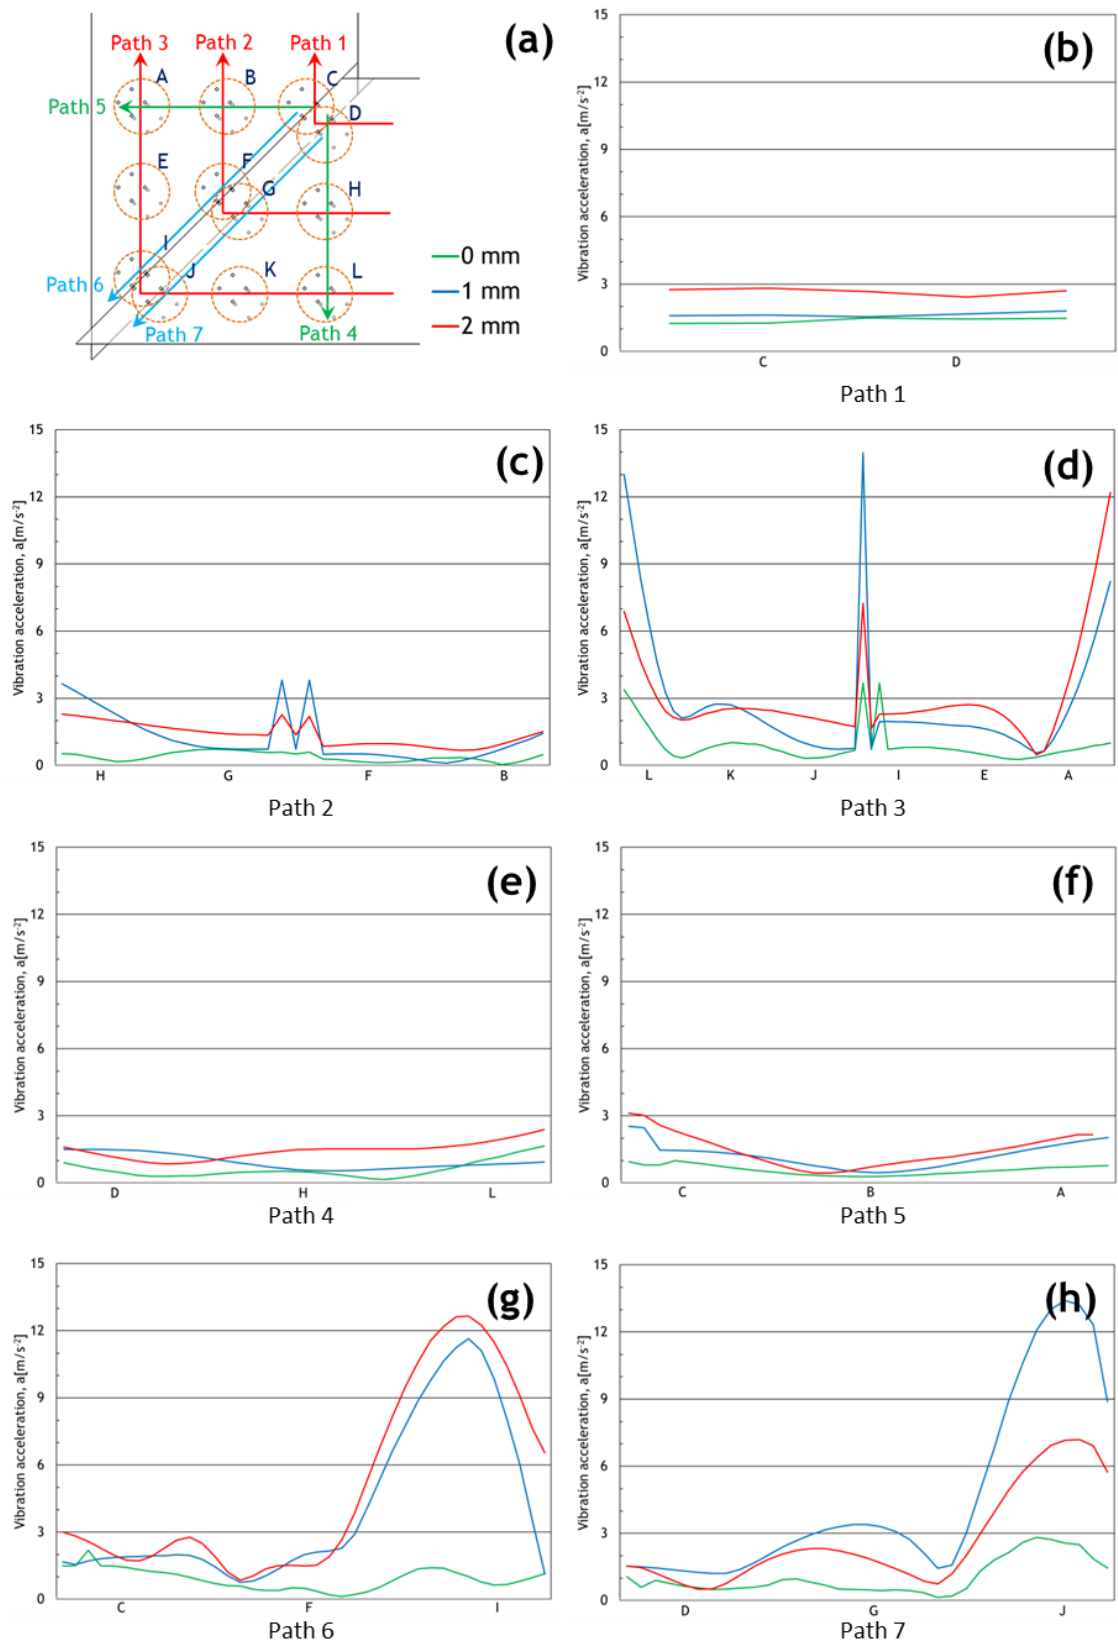 (a)
Path 3 Path 2 Path 1
A B C
Path 5
D
E F G H
I J K L
Path 6
Path 7 Path 4
0 mm
1 mm
2 mm
(b)
Vibration acceleration, a[m/s⁻²]
15
12
9
6
3
0
C D
Path 1
(c)
Vibration acceleration, a[m/s⁻²]
15
12
9
6
3
0
H G F B
Path 2
(d)
Vibration acceleration, a[m/s⁻²]
15
12
9
6
3
0
L K J I E A
Path 3
(e)
Vibration acceleration, a[m/s⁻²]
15
12
9
6
3
0
D H L
Path 4
(f)
Vibration acceleration, a[m/s⁻²]
15
12
9
6
3
0
C B A
Path 5
(g)
Vibration acceleration, a[m/s⁻²]
15
12
9
6
3
0
C F I
Path 6
(h)
Vibration acceleration, a[m/s⁻²]
15
12
9
6
3
0
D G J
Path 7